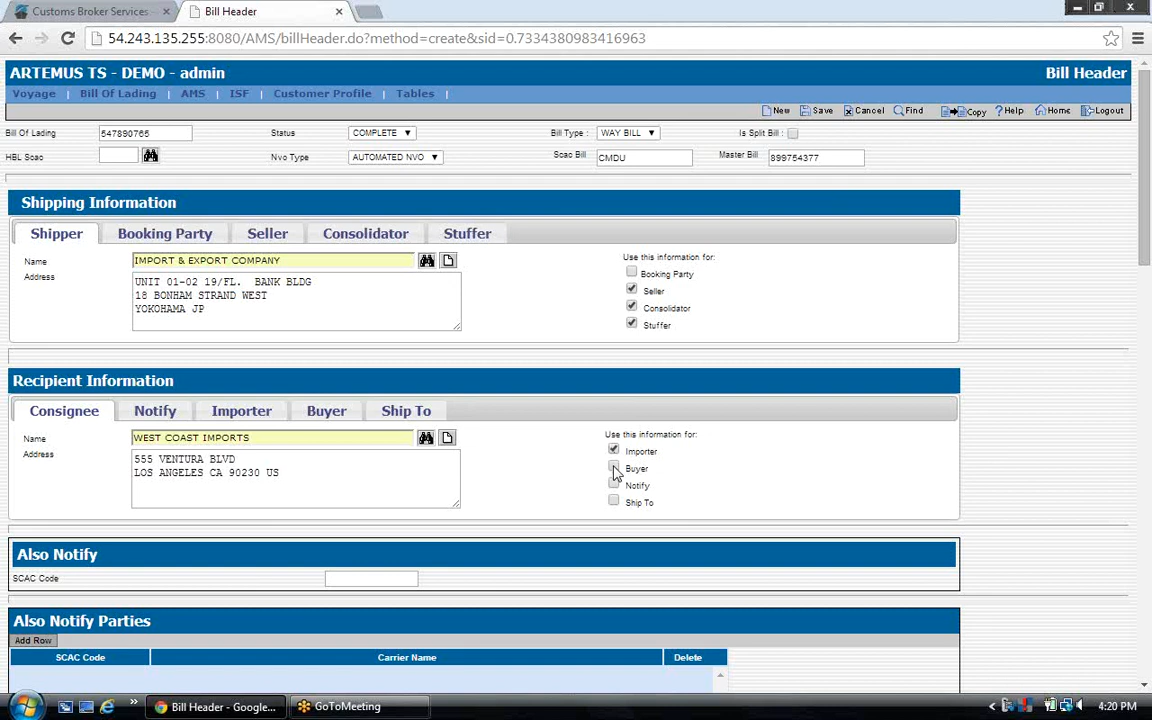 Customs Broker Services
Bill Header
54.243.135.255:8080/AMS/billHeader.do?method=create&sid=0.7334380983416963
ARTEMUS TS - DEMO - admin
Bill Header
Voyage | Bill Of Lading | AMS | ISF | Customer Profile | Tables |
New Save Cancel Find Copy ? Help Home Logout
Bill Of Lading 547890765 Status COMPLETE Bill Type : WAY BILL Is Split Bill :
HBL Scac Nvo Type AUTOMATED NVO Scac Bill CMDU Master Bill 899754377
Shipping Information
Shipper Booking Party Seller Consolidator Stuffer
Name IMPORT & EXPORT COMPANY
Address UNIT 01-02 19/FL. BANK BLDG
18 BONHAM STRAND WEST
YOKOHAMA JP
Use this information for:
Booking Party
Seller
Consolidator
Stuffer
Recipient Information
Consignee Notify Importer Buyer Ship To
Name WEST COAST IMPORTS
Address 555 VENTURA BLVD
LOS ANGELES CA 90230 US
Use this information for:
Importer
Buyer
Notify
Ship To
Also Notify
SCAC Code
Also Notify Parties
Add Row
SCAC Code Carrier Name Delete
Bill Header - Google... GoToMeeting 4:20 PM